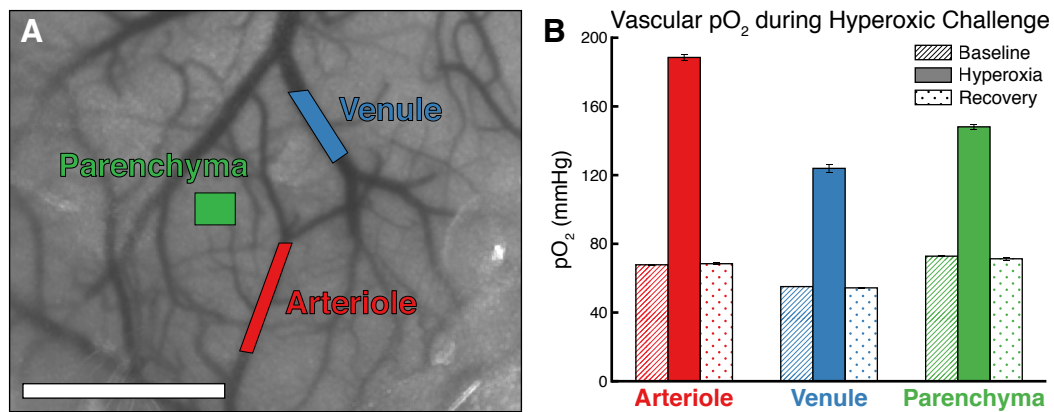 A
Venule
Parenchyma
Arteriole
B
Vascular pO₂ during Hyperoxic Challenge
Baseline
Hyperoxia
Recovery
pO₂ (mmHg)
200
160
120
80
40
0
Arteriole Venule Parenchyma